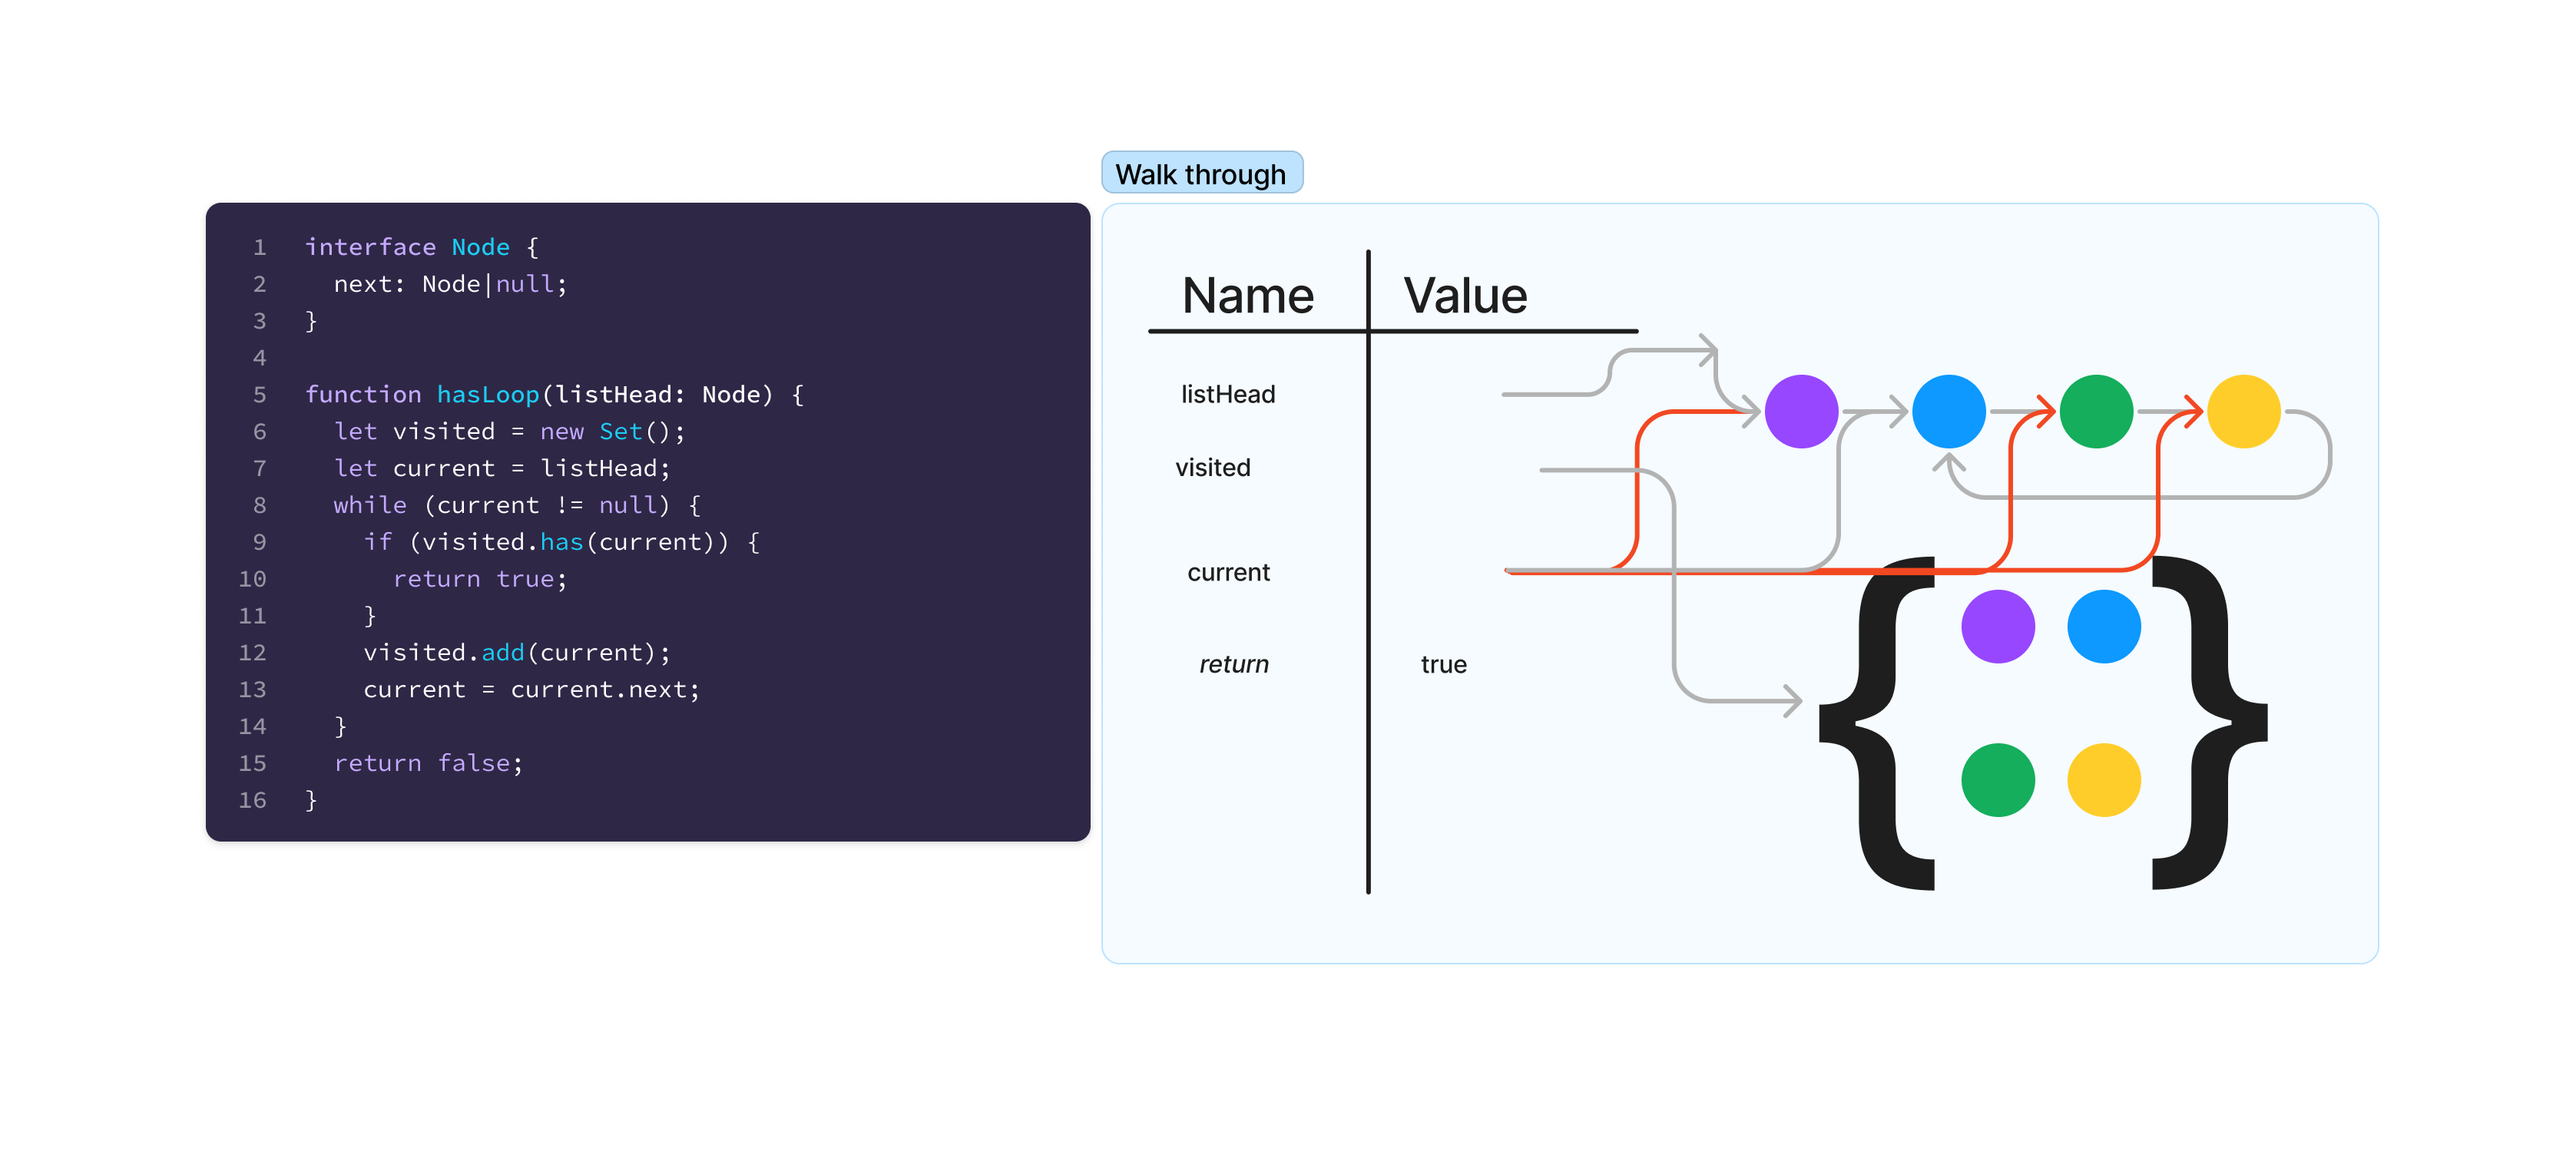 Walk through
1 interface Node {
2   next: Node|null;
3 }
4
5 function hasLoop(listHead: Node) {
6   let visited = new Set();
7   let current = listHead;
8   while (current != null) {
9     if (visited.has(current)) {
10       return true;
11     }
12     visited.add(current);
13     current = current.next;
14   }
15   return false;
16 }
Name Value
listHead
visited
current
return true
{ }